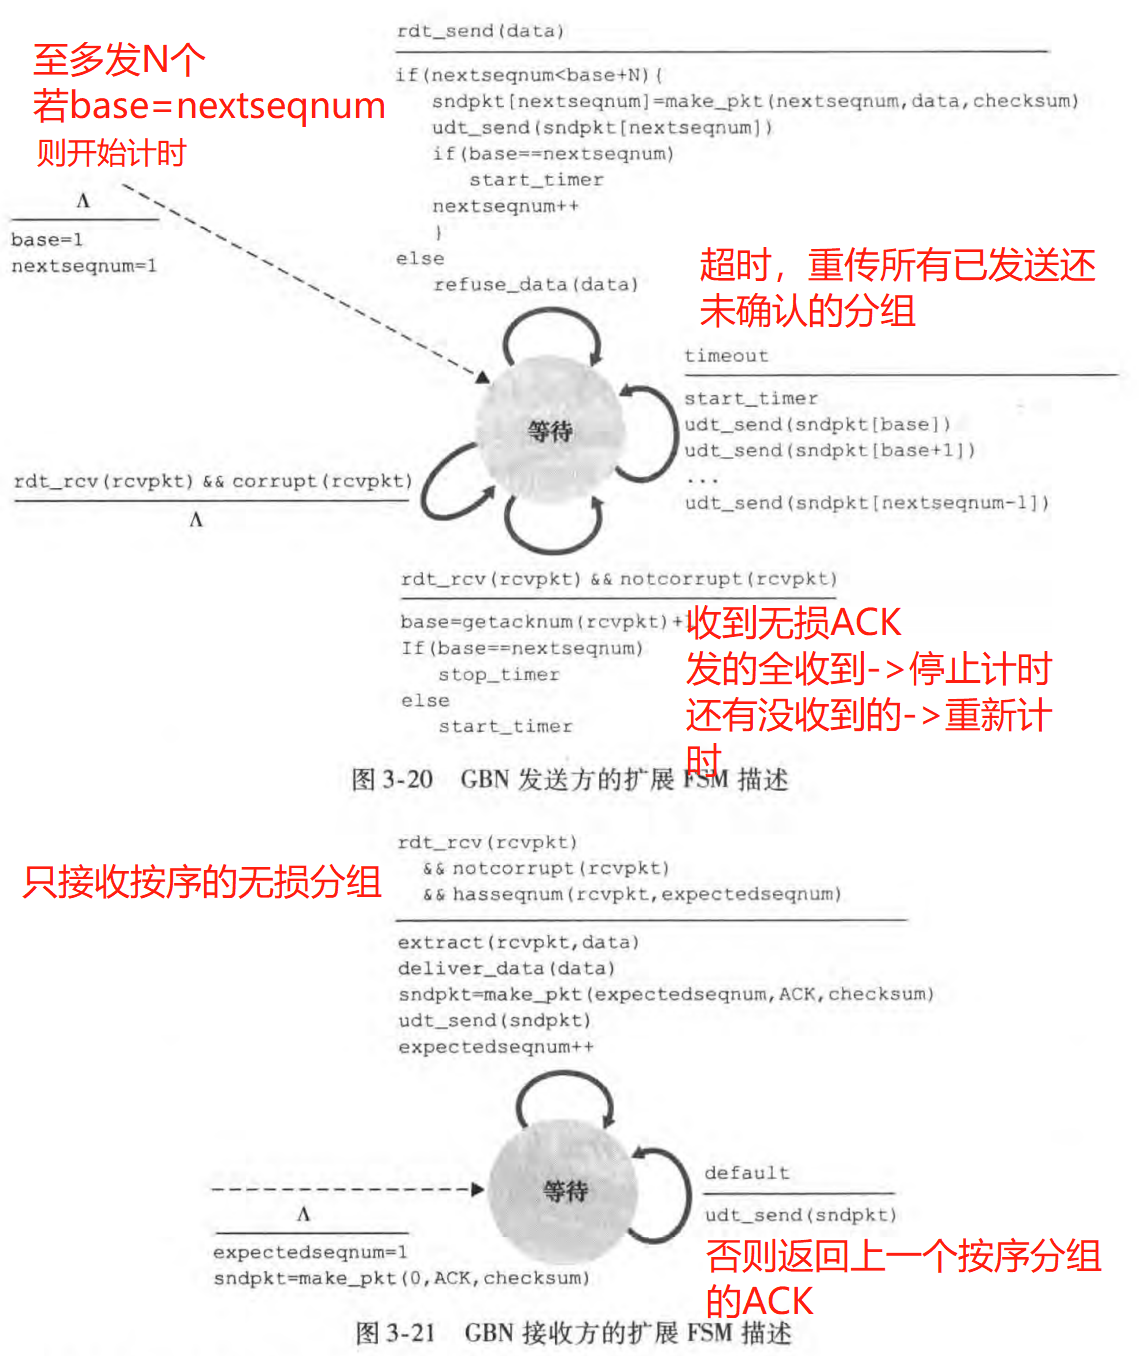 rdt_send(data)
至多发N个
若base=nextseqnum
则开始计时
if(nextseqnum<base+N){
sndpkt[nextseqnum]=make_pkt(nextseqnum,data,checksum)
udt_send(sndpkt[nextseqnum])
if(base==nextseqnum)
start_timer
nextseqnum++
}
else
refuse_data(data)
Λ
base=1
nextseqnum=1
超时，重传所有已发送还
未确认的分组
timeout
start_timer
udt_send(sndpkt[base])
udt_send(sndpkt[base+1])
...
udt_send(sndpkt[nextseqnum-1])
等待
rdt_rcv(rcvpkt) && corrupt(rcvpkt)
Λ
rdt_rcv(rcvpkt) && notcorrupt(rcvpkt)
base=getacknum(rcvpkt)+1
If(base==nextseqnum)
stop_timer
else
start_timer
收到无损ACK
发的全收到->停止计时
还有没收到的->重新计
时
图 3-20 GBN 发送方的扩展 FSM 描述
rdt_rcv(rcvpkt)
&& notcorrupt(rcvpkt)
&& hasseqnum(rcvpkt,expectedseqnum)
只接收按序的无损分组
extract(rcvpkt,data)
deliver_data(data)
sndpkt=make_pkt(expectedseqnum,ACK,checksum)
udt_send(sndpkt)
expectedseqnum++
等待
default
udt_send(sndpkt)
否则返回上一个按序分组
的ACK
Λ
expectedseqnum=1
sndpkt=make_pkt(0,ACK,checksum)
图 3-21 GBN 接收方的扩展 FSM 描述